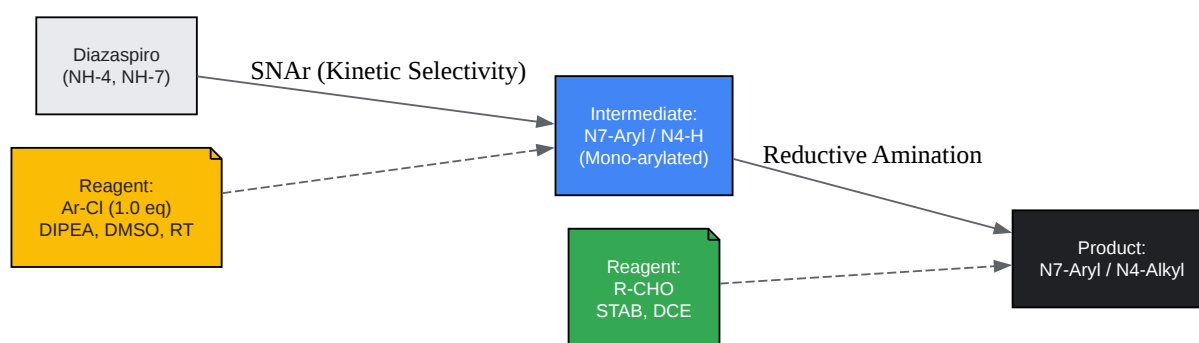 Diazaspiro
(NH-4, NH-7)
SNAr (Kinetic Selectivity)
Reagent:
Ar-Cl (1.0 eq)
DIPEA, DMSO, RT
Intermediate:
N7-Aryl / N4-H
(Mono-arylated)
Reductive Amination
Reagent:
R-CHO
STAB, DCE
Product:
N7-Aryl / N4-Alkyl